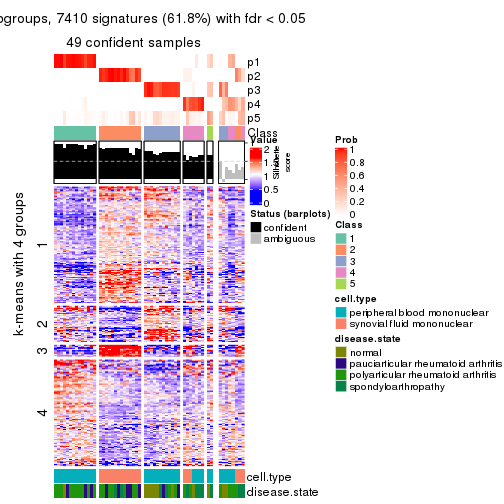 ogroups, 7410 signatures (61.8%) with fdr < 0.05
49 confident samples
p1
p2
p3
p4
p5
Class
k-means with 4 groups
1
2
3
4
cell.type
disease.state
Value
2
1.5
1
0.5
0
Silhouette
score
Status (barplots)
confident
ambiguous
Prob
1
0.8
0.6
0.4
0.2
0
Class
1
2
3
4
5
cell.type
peripheral blood mononuclear
synovial fluid mononuclear
disease.state
normal
pauciarticular rheumatoid arthritis
polyarticular rheumatoid arthritis
spondyloarthropathy